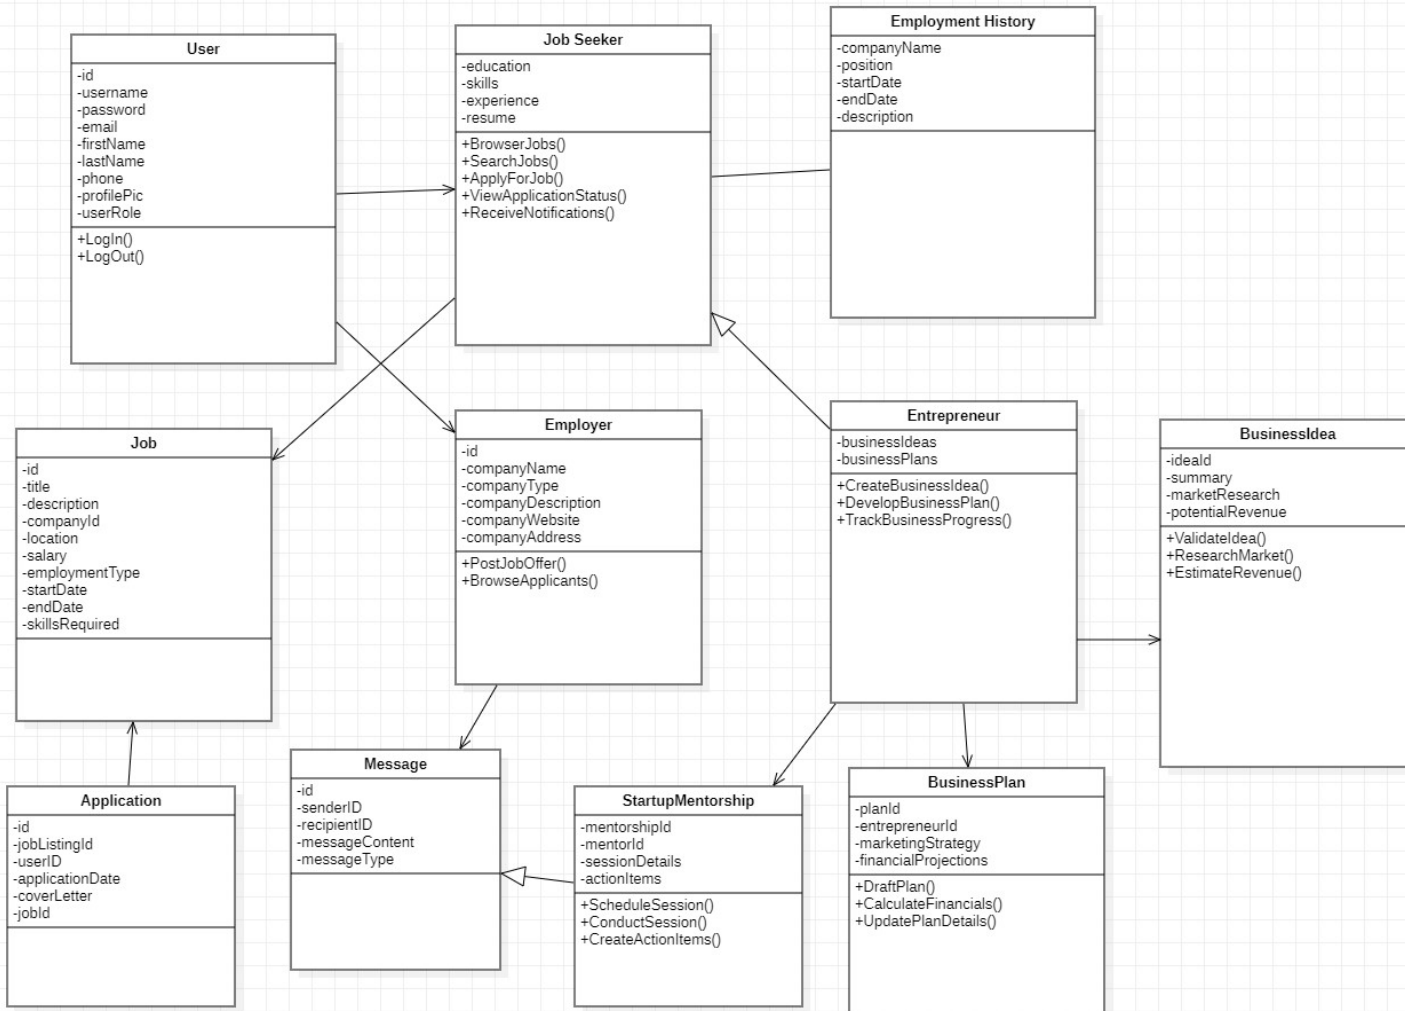 User
-id
-username
-password
-email
-firstName
-lastName
-phone
-profilePic
-userRole
+LogIn()
+LogOut()
Job Seeker
-education
-skills
-experience
-resume
+BrowserJobs()
+SearchJobs()
+ApplyForJob()
+ViewApplicationStatus()
+ReceiveNotifications()
Employment History
-companyName
-position
-startDate
-endDate
-description
Job
-id
-title
-description
-companyId
-location
-salary
-employmentType
-startDate
-endDate
-skillsRequired
Employer
-id
-companyName
-companyType
-companyDescription
-companyWebsite
-companyAddress
+PostJobOffer()
+BrowseApplicants()
Entrepreneur
-businessIdeas
-businessPlans
+CreateBusinessIdea()
+DevelopBusinessPlan()
+TrackBusinessProgress()
BusinessIdea
-ideaId
-summary
-marketResearch
-potentialRevenue
+ValidateIdea()
+ResearchMarket()
+EstimateRevenue()
Application
-id
-jobListingId
-userID
-applicationDate
-coverLetter
-jobId
Message
-id
-senderID
-recipientID
-messageContent
-messageType
StartupMentorship
-mentorshipId
-mentorId
-sessionDetails
-actionItems
+ScheduleSession()
+ConductSession()
+CreateActionItems()
BusinessPlan
-planId
-entrepreneurId
-marketingStrategy
-financialProjections
+DraftPlan()
+CalculateFinancials()
+UpdatePlanDetails()